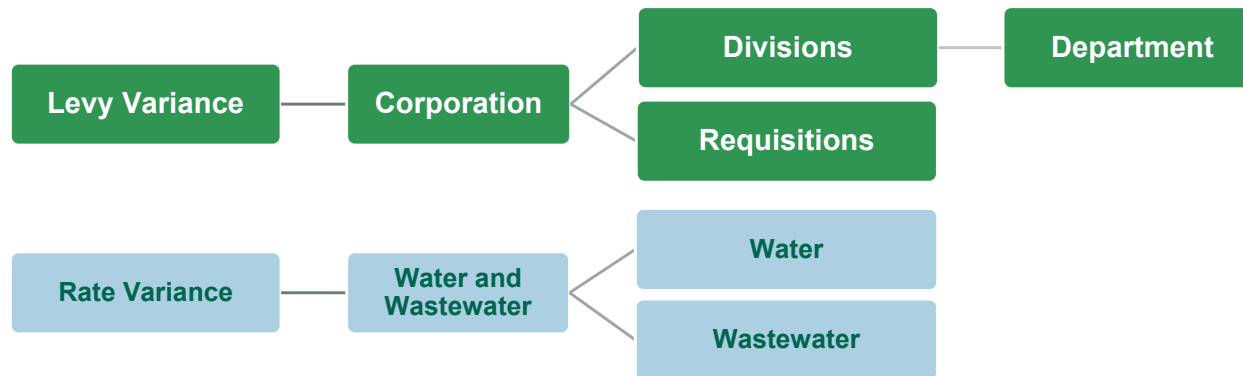 Levy Variance
Corporation
Divisions
Department
Requisitions
Rate Variance
Water and
Wastewater
Water
Wastewater